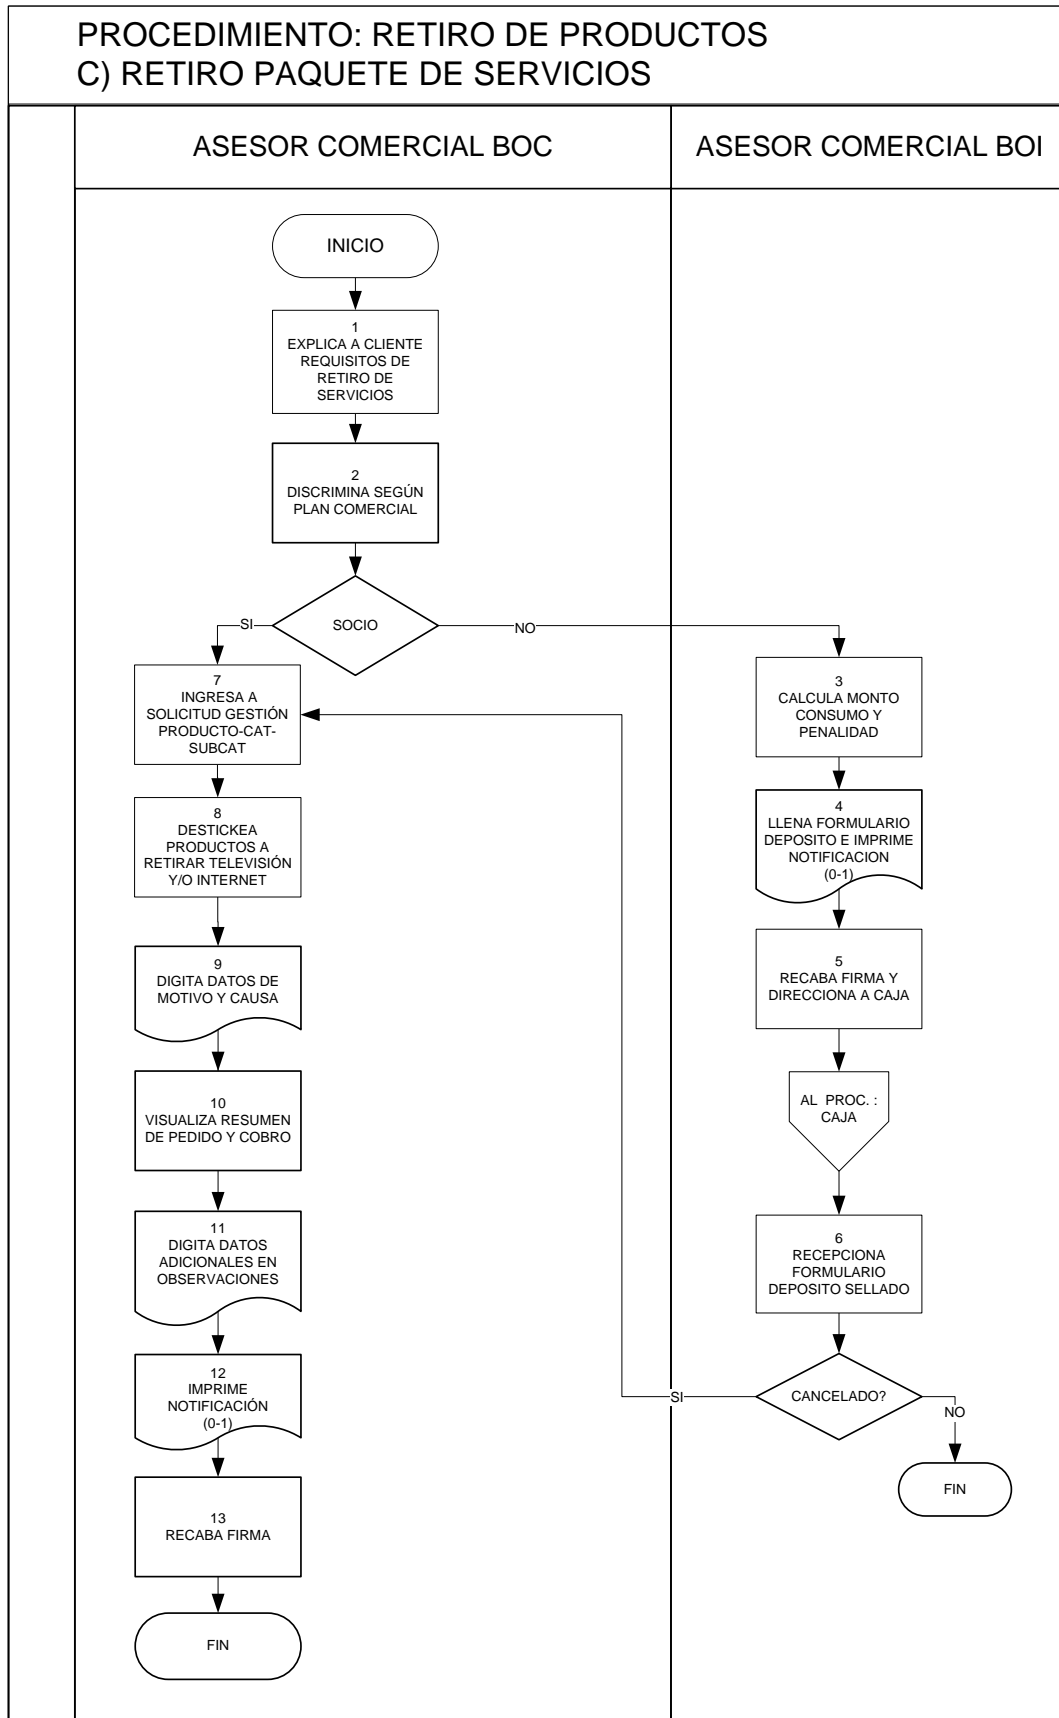 PROCEDIMIENTO: RETIRO DE PRODUCTOS
C) RETIRO PAQUETE DE SERVICIOS
ASESOR COMERCIAL BOC
ASESOR COMERCIAL BOI
INICIO
1
EXPLICA A CLIENTE
REQUISITOS DE
RETIRO DE
SERVICIOS
2
DISCRIMINA SEGÚN
PLAN COMERCIAL
SOCIO
SI
NO
7
INGRESA A
SOLICITUD GESTIÓN
PRODUCTO-CAT-
SUBCAT
8
DESTICKEA
PRODUCTOS A
RETIRAR TELEVISIÓN
Y/O INTERNET
9
DIGITA DATOS DE
MOTIVO Y CAUSA
10
VISUALIZA RESUMEN
DE PEDIDO Y COBRO
11
DIGITA DATOS
ADICIONALES EN
OBSERVACIONES
12
IMPRIME
NOTIFICACIÓN
(0-1)
13
RECABA FIRMA
FIN
3
CALCULA MONTO
CONSUMO Y
PENALIDAD
4
LLENA FORMULARIO
DEPOSITO E IMPRIME
NOTIFICACION
(0-1)
5
RECABA FIRMA Y
DIRECCIONA A CAJA
AL PROC. :
CAJA
6
RECEPCIONA
FORMULARIO
DEPOSITO SELLADO
CANCELADO?
SI
NO
FIN